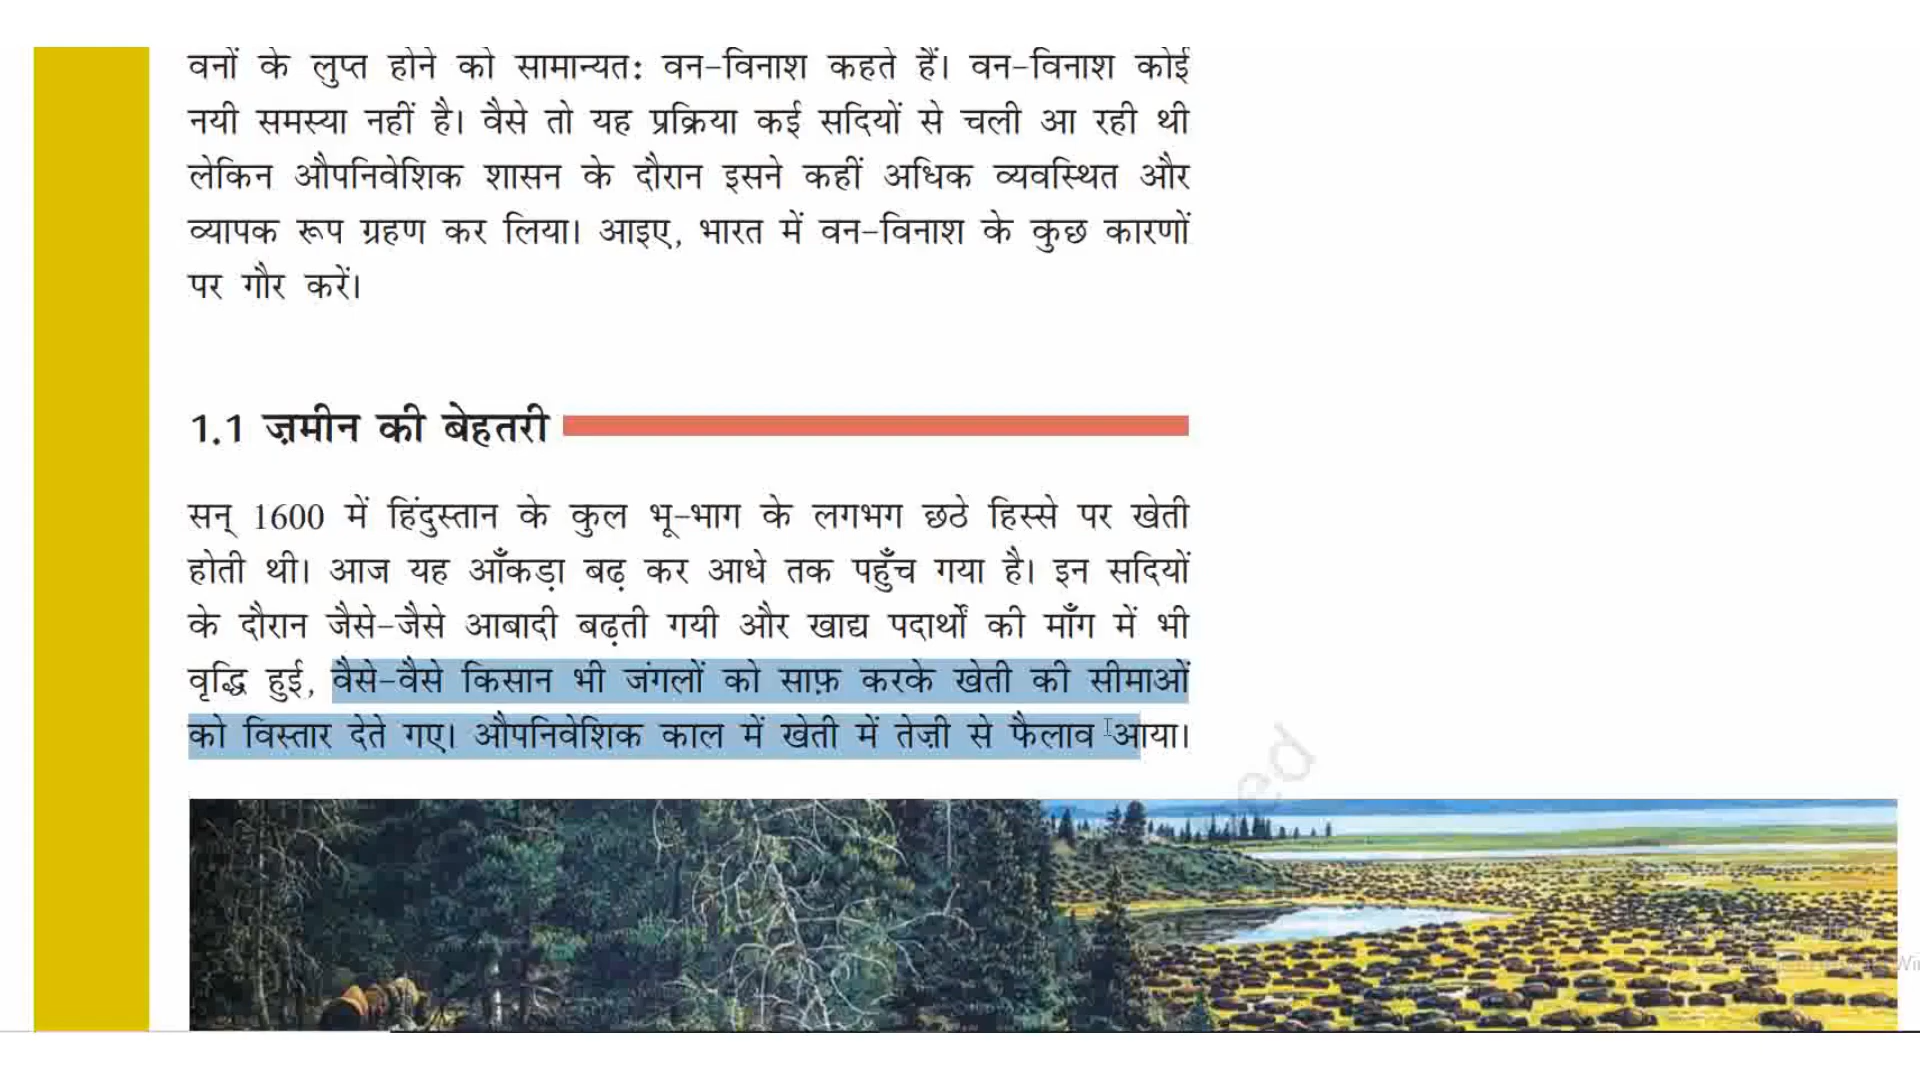 वनों के लुप्त होने को सामान्यत: वन-विनाश कहते हैं। वन-विनाश कोई
नयी समस्या नहीं है। वैसे तो यह प्रक्रिया कई सदियों से चली आ रही थी
लेकिन औपनिवेशिक शासन के दौरान इसने कहीं अधिक व्यवस्थित और
व्यापक रूप ग्रहण कर लिया। आइए, भारत में वन-विनाश के कुछ कारणों
पर गौर करें।
1.1 ज़मीन की बेहतरी
सन् 1600 में हिंदुस्तान के कुल भू-भाग के लगभग छठे हिस्से पर खेती
होती थी। आज यह आँकड़ा बढ़ कर आधे तक पहुँच गया है। इन सदियों
के दौरान जैसे-जैसे आबादी बढ़ती गयी और खाद्य पदार्थों की माँग में भी
वृद्धि हुई, वैसे-वैसे किसान भी जंगलों को साफ़ करके खेती की सीमाओं
को विस्तार देते गए। औपनिवेशिक काल में खेती में तेज़ी से फैलाव आया।
ed